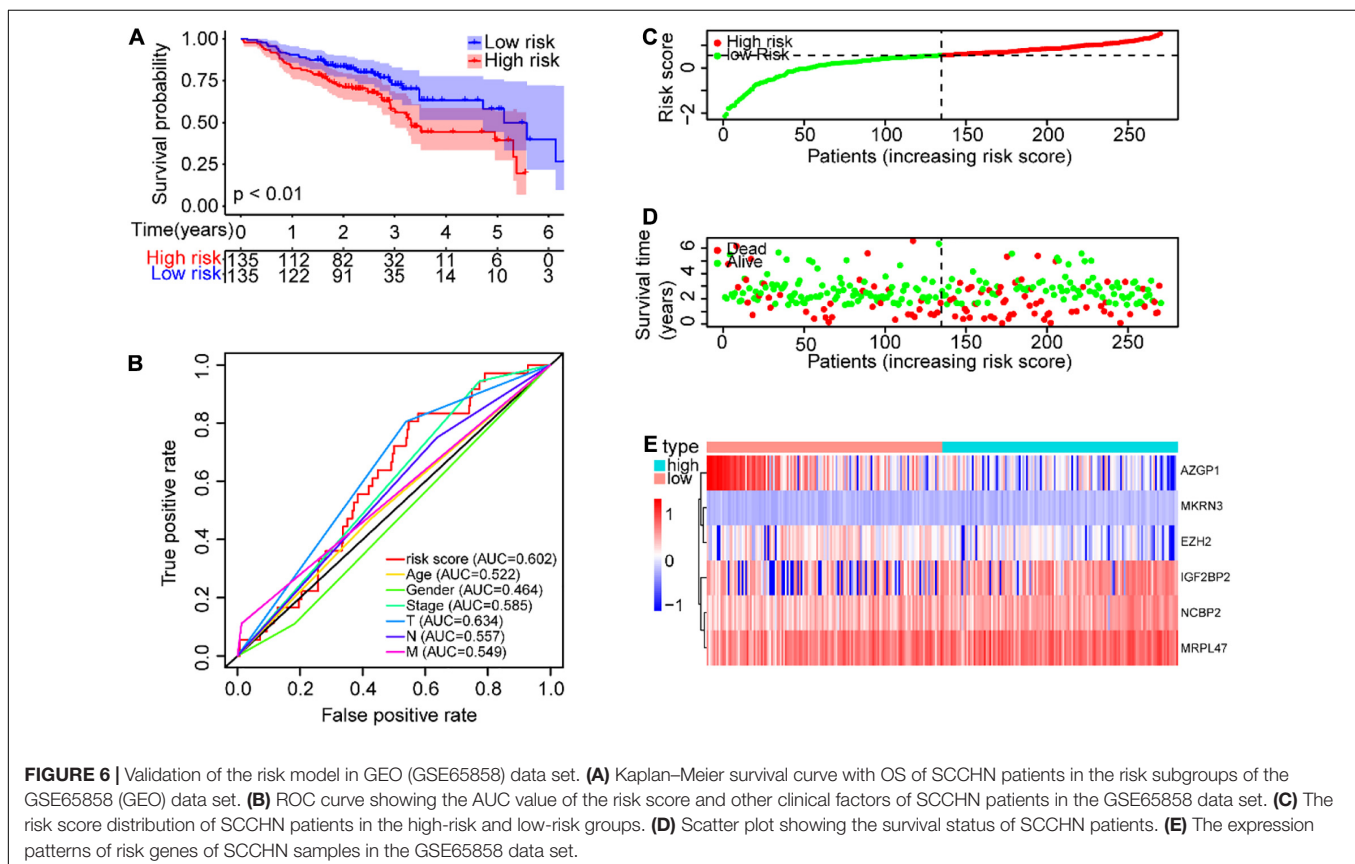 A
1.00
0.75
0.50
0.25
0.00
Survival probability
Low risk
High risk
p < 0.01
Time(years) 0 1 2 3 4 5 6
High risk 135 112 82 32 11 6 0
Low risk 135 122 91 35 14 10 3
B
1.0
0.8
0.6
0.4
0.2
0.0
True positive rate
risk score (AUC=0.602)
Age (AUC=0.522)
Gender (AUC=0.464)
Stage (AUC=0.585)
T (AUC=0.634)
N (AUC=0.557)
M (AUC=0.549)
0.0 0.2 0.4 0.6 0.8 1.0
False positive rate
C
High risk
low-Risk
Risk score
0
−2
0 50 100 150 200 250
Patients (increasing risk score)
D
Dead
Alive
Survival time
(years)
6
4
2
0
0 50 100 150 200 250
Patients (increasing risk score)
E type
high
low
1
0
−1
AZGP1
MKRN3
EZH2
IGF2BP2
NCBP2
MRPL47
FIGURE 6 | Validation of the risk model in GEO (GSE65858) data set. (A) Kaplan–Meier survival curve with OS of SCCHN patients in the risk subgroups of the
GSE65858 (GEO) data set. (B) ROC curve showing the AUC value of the risk score and other clinical factors of SCCHN patients in the GSE65858 data set. (C) The
risk score distribution of SCCHN patients in the high-risk and low-risk groups. (D) Scatter plot showing the survival status of SCCHN patients. (E) The expression
patterns of risk genes of SCCHN samples in the GSE65858 data set.